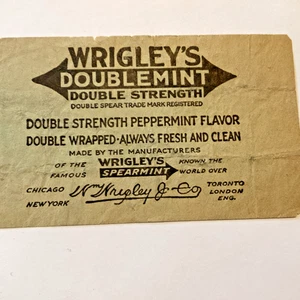 WRIGLEY'S
DOUBLEMINT
DOUBLE STRENGTH
DOUBLE SPEAR TRADE MARK REGISTERED
DOUBLE STRENGTH PEPPERMINT FLAVOR
DOUBLE WRAPPED-ALWAYS FRESH AND CLEAN
MADE BY THE MANUFACTURERS
OF THE FAMOUS WRIGLEY'S SPEARMINT KNOWN THE WORLD OVER
CHICAGO NEW YORK Wm Wrigley Jr Co TORONTO LONDON ENG.